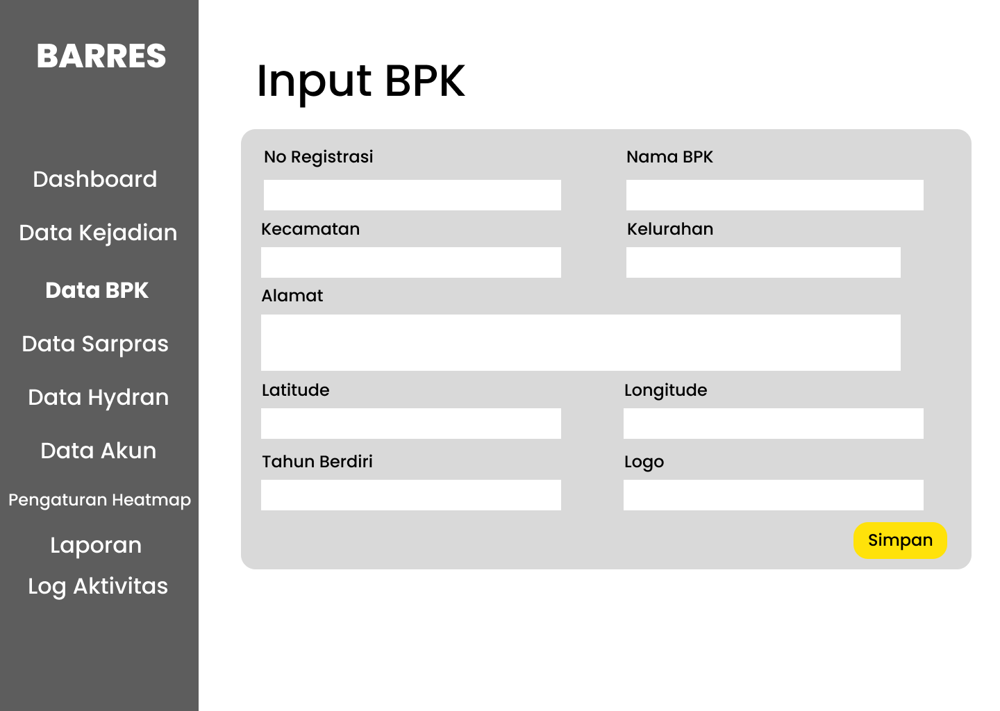 BARRES
Dashboard
Data Kejadian
Data BPK
Data Sarpras
Data Hydran
Data Akun
Pengaturan Heatmap
Laporan
Log Aktivitas
Input BPK
No Registrasi
Nama BPK
Kecamatan
Kelurahan
Alamat
Latitude
Longitude
Tahun Berdiri
Logo
Simpan